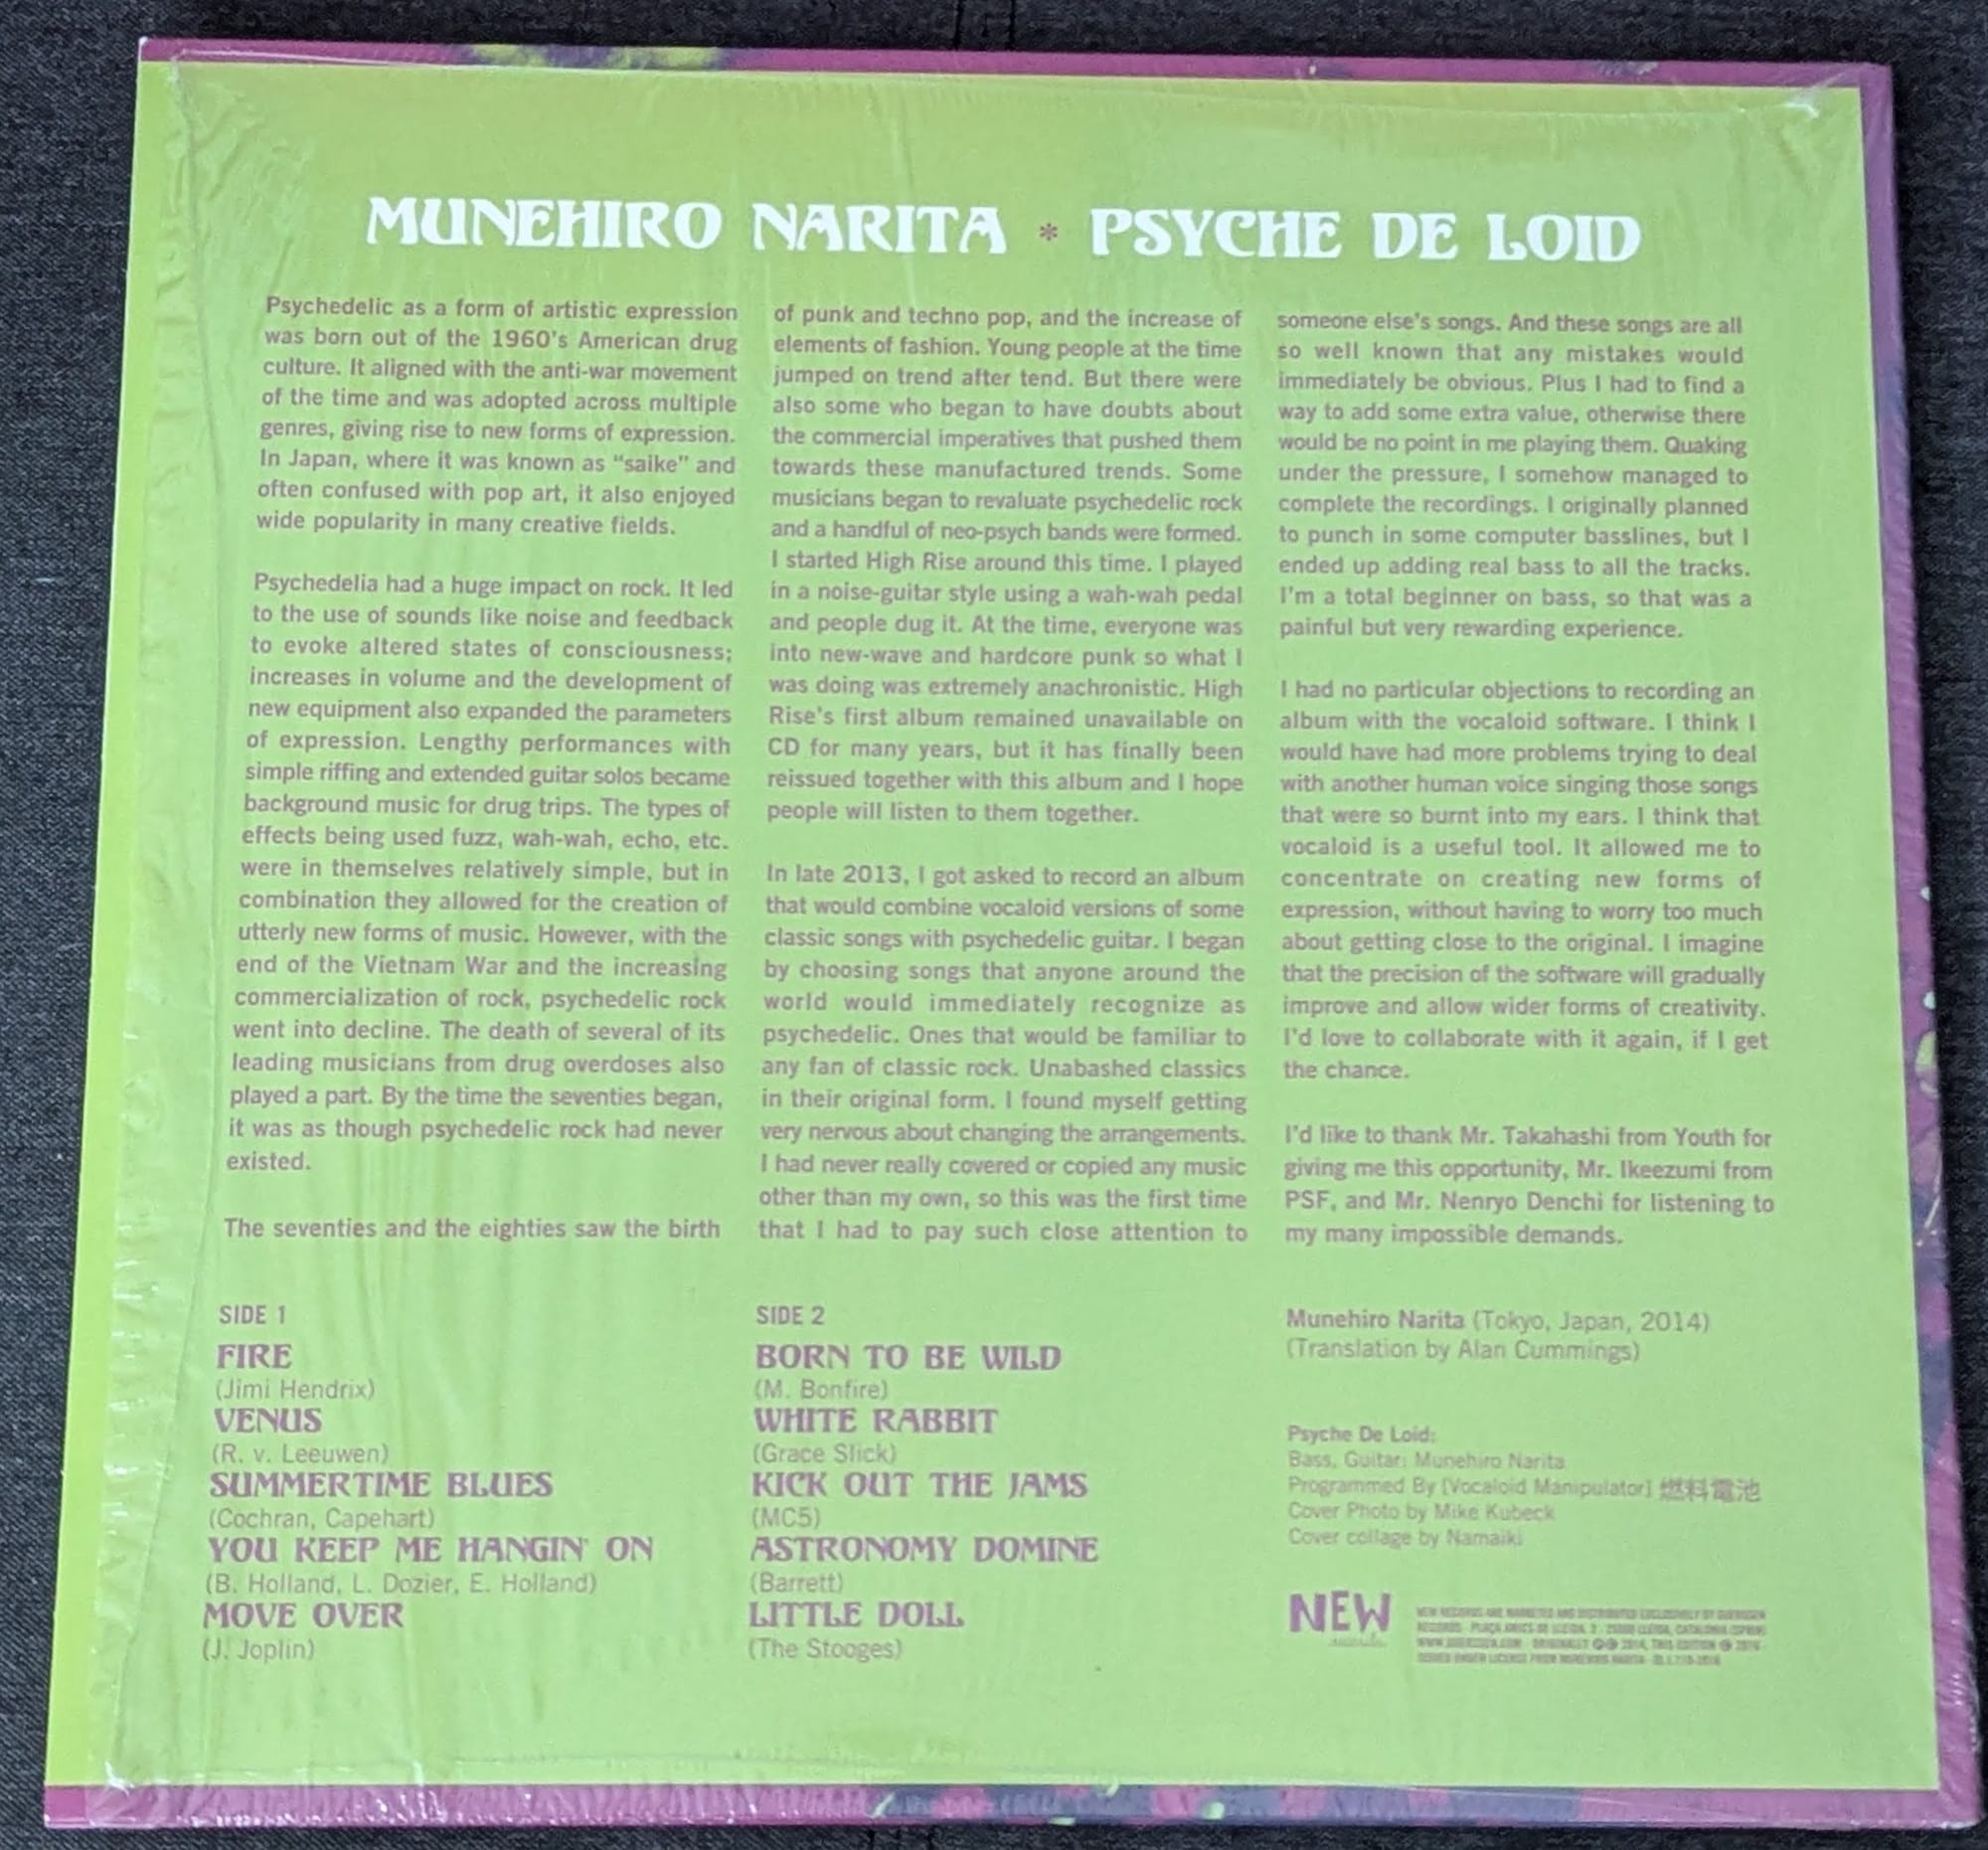 MUNEHIRO NARITA * PSYCHE DE LOID
Psychedelic as a form of artistic expression
was born out of the 1960's American drug
culture. It aligned with the anti-war movement
of the time and was adopted across multiple
genres, giving rise to new forms of expression.
In Japan, where it was known as "saike" and
often confused with pop art, it also enjoyed
wide popularity in many creative fields.
Psychedelia had a huge impact on rock. It led
to the use of sounds like noise and feedback
to evoke altered states of consciousness;
increases in volume and the development of
new equipment also expanded the parameters
of expression. Lengthy performances with
simple riffing and extended guitar solos became
background music for drug trips. The types of
effects being used fuzz, wah-wah, echo, etc.
were in themselves relatively simple, but in
combination they allowed for the creation of
utterly new forms of music. However, with the
end of the Vietnam War and the increasing
commercialization of rock, psychedelic rock
went into decline. The death of several of its
leading musicians from drug overdoses also
played a part. By the time the seventies began,
it was as though psychedelic rock had never
existed.
The seventies and the eighties saw the birth
of punk and techno pop, and the increase of
elements of fashion. Young people at the time
jumped on trend after tend. But there were
also some who began to have doubts about
the commercial imperatives that pushed them
towards these manufactured trends. Some
musicians began to revaluate psychedelic rock
and a handful of neo-psych bands were formed.
I started High Rise around this time. I played
in a noise-guitar style using a wah-wah pedal
and people dug it. At the time, everyone was
into new-wave and hardcore punk so what I
was doing was extremely anachronistic. High
Rise's first album remained unavailable on
CD for many years, but it has finally been
reissued together with this album and I hope
people will listen to them together.
In late 2013, I got asked to record an album
that would combine vocaloid versions of some
classic songs with psychedelic guitar. I began
by choosing songs that anyone around the
world would immediately recognize as
psychedelic. Ones that would be familiar to
any fan of classic rock. Unabashed classics
in their original form. I found myself getting
very nervous about changing the arrangements.
I had never really covered or copied any music
other than my own, so this was the first time
that I had to pay such close attention to
someone else's songs. And these songs are all
so well known that any mistakes would
immediately be obvious. Plus I had to find a
way to add some extra value, otherwise there
would be no point in me playing them. Quaking
under the pressure, I somehow managed to
complete the recordings. I originally planned
to punch in some computer basslines, but I
ended up adding real bass to all the tracks.
I'm a total beginner on bass, so that was a
painful but very rewarding experience.
I had no particular objections to recording an
album with the vocaloid software. I think I
would have had more problems trying to deal
with another human voice singing those songs
that were so burnt into my ears. I think that
vocaloid is a useful tool. It allowed me to
concentrate on creating new forms of
expression, without having to worry too much
about getting close to the original. I imagine
that the precision of the software will gradually
improve and allow wider forms of creativity.
I'd love to collaborate with it again, if I get
the chance.
I'd like to thank Mr. Takahashi from Youth for
giving me this opportunity, Mr. Ikeezumi from
PSF, and Mr. Nenryo Denchi for listening to
my many impossible demands.
SIDE 1
FIRE
(Jimi Hendrix)
VENUS
(R. v. Leeuwen)
SUMMERTIME BLUES
(Cochran, Capehart)
YOU KEEP ME HANGIN' ON
(B. Holland, L. Dozier, E. Holland)
MOVE OVER
(J. Joplin)
SIDE 2
BORN TO BE WILD
(M. Bonfire)
WHITE RABBIT
(Grace Slick)
KICK OUT THE JAMS
(MC5)
ASTRONOMY DOMINE
(Barrett)
LITTLE DOLL
(The Stooges)
Munehiro Narita (Tokyo, Japan, 2014)
(Translation by Alan Cummings)
Psyche De Loid:
Bass, Guitar: Munehiro Narita
Programmed By [Vocaloid Manipulator] 燃料電池
Cover Photo by Mike Kubeck
Cover collage by Namaiki
NEW
NEW RECORDS ARE MARKETED AND DISTRIBUTED EXCLUSIVELY BY GUERSSEN